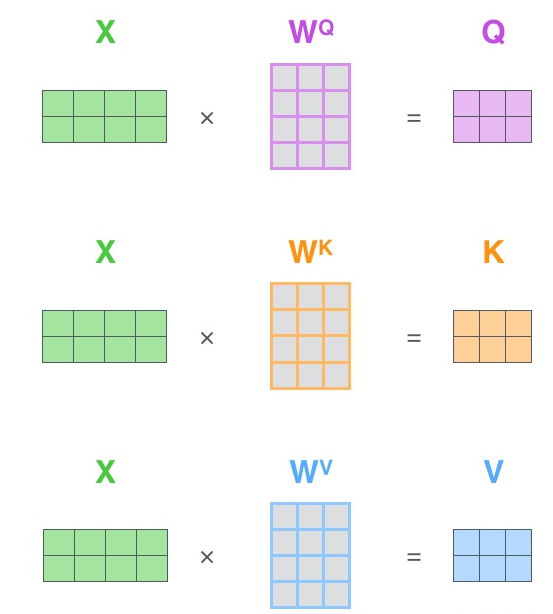 X W^Q Q
× =
X W^K K
× =
X W^V V
× =